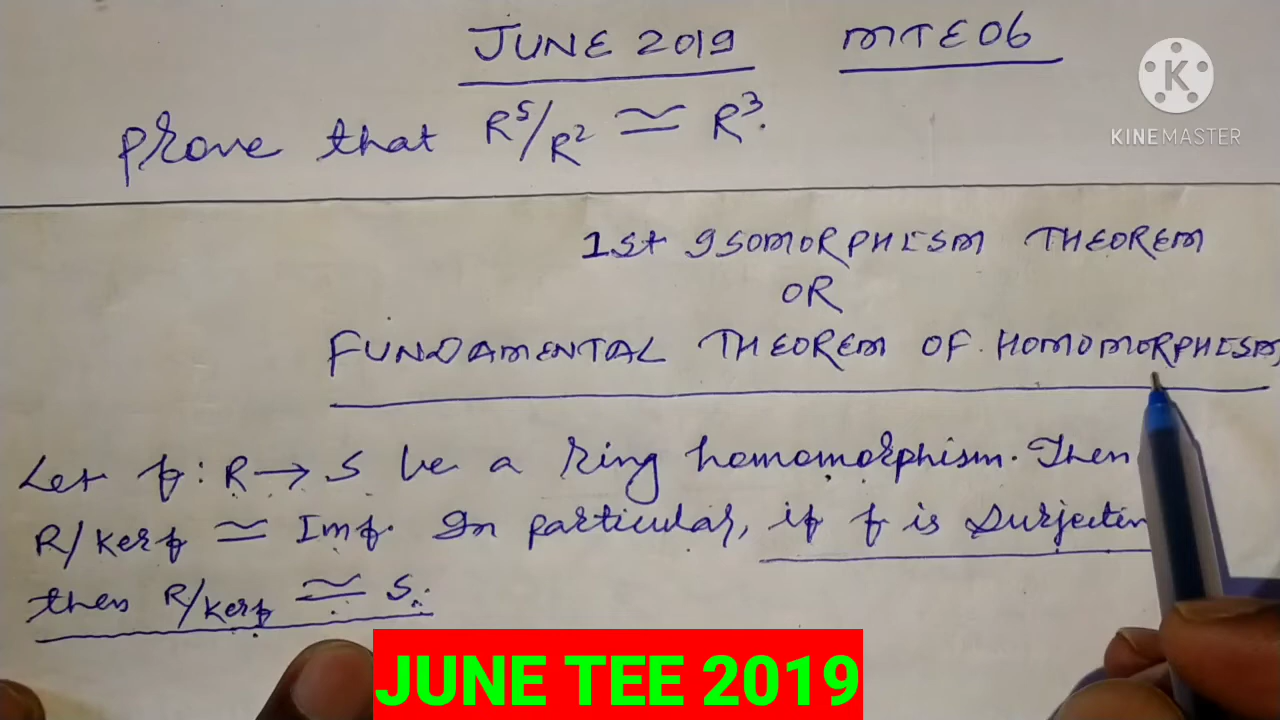 JUNE 2019 MTE06
K
KINEMASTER
prove that R⁵/R² ≃ R³.
1st ISOMORPHISM THEOREM
OR
FUNDAMENTAL THEOREM OF HOMOMORPHISM
Let f : R → S be a ring homomorphism. Then
R/Ker f ≃ Im f. In particular, if f is surjective
then R/Ker f ≃ S.
JUNE TEE 2019